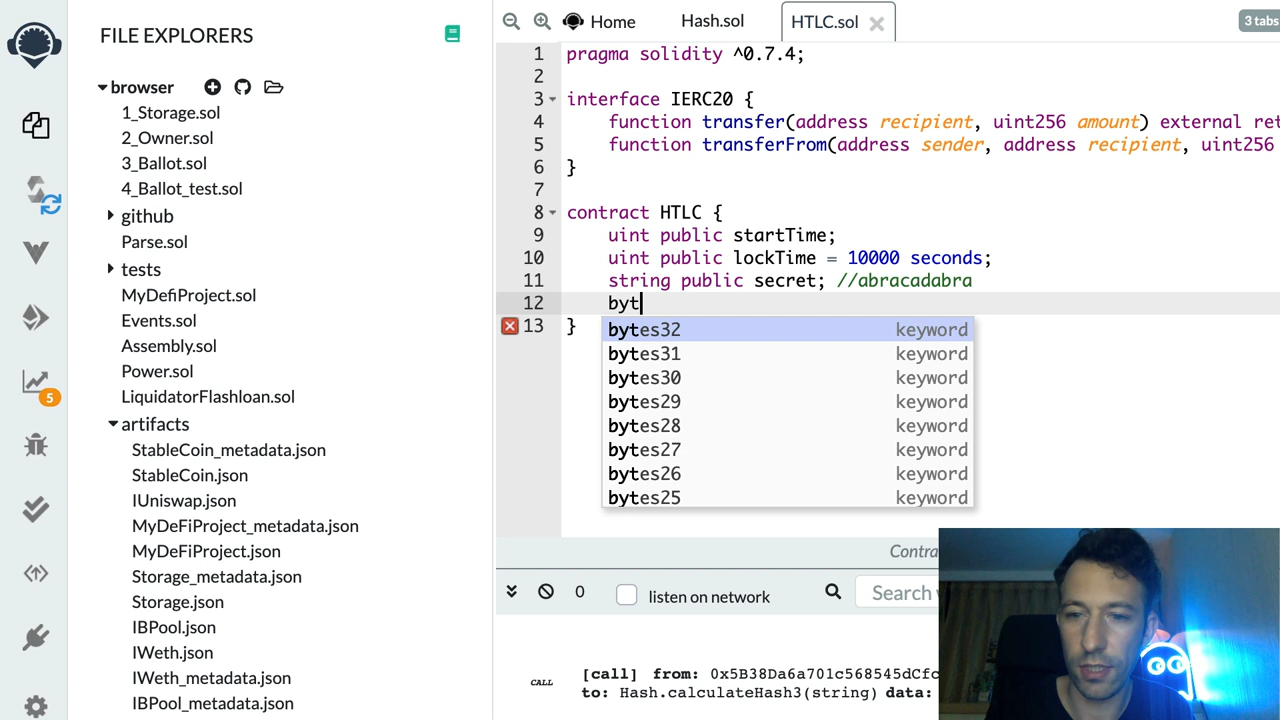 FILE EXPLORERS
browser
1_Storage.sol
2_Owner.sol
3_Ballot.sol
4_Ballot_test.sol
github
Parse.sol
tests
MyDefiProject.sol
Events.sol
Assembly.sol
Power.sol
LiquidatorFlashloan.sol
artifacts
StableCoin_metadata.json
StableCoin.json
IUniswap.json
MyDeFiProject_metadata.json
MyDeFiProject.json
Storage_metadata.json
Storage.json
IBPool.json
IWeth.json
IWeth_metadata.json
IBPool_metadata.json
5
Home Hash.sol HTLC.sol 3 tabs
1 pragma solidity ^0.7.4;
2
3 interface IERC20 {
4 function transfer(address recipient, uint256 amount) external ret
5 function transferFrom(address sender, address recipient, uint256
6 }
7
8 contract HTLC {
9 uint public startTime;
10 uint public lockTime = 10000 seconds;
11 string public secret; //abracadabra
12 byt
13 }
bytes32 keyword
bytes31 keyword
bytes30 keyword
bytes29 keyword
bytes28 keyword
bytes27 keyword
bytes26 keyword
bytes25 keyword
Contra
0 listen on network Search
CALL [call] from: 0x5B38Da6a701c568545dCfc
to: Hash.calculateHash3(string) data: